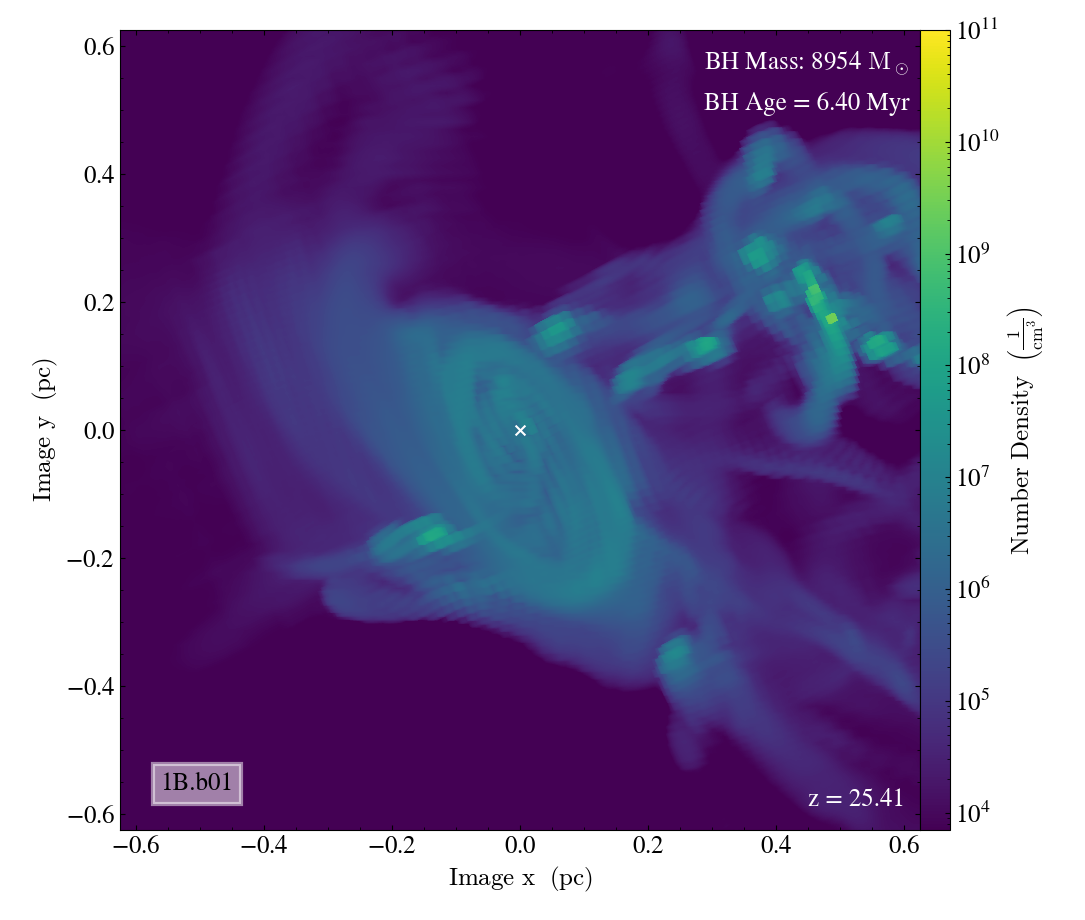 BH Mass: 8954 M⊙
BH Age = 6.40 Myr
1B.b01
z = 25.41
0.6
0.4
0.2
0.0
−0.2
−0.4
−0.6
Image y (pc)
−0.6 −0.4 −0.2 0.0 0.2 0.4 0.6
Image x (pc)
10¹¹
10¹⁰
10⁹
10⁸
10⁷
10⁶
10⁵
10⁴
Number Density (1/cm³)